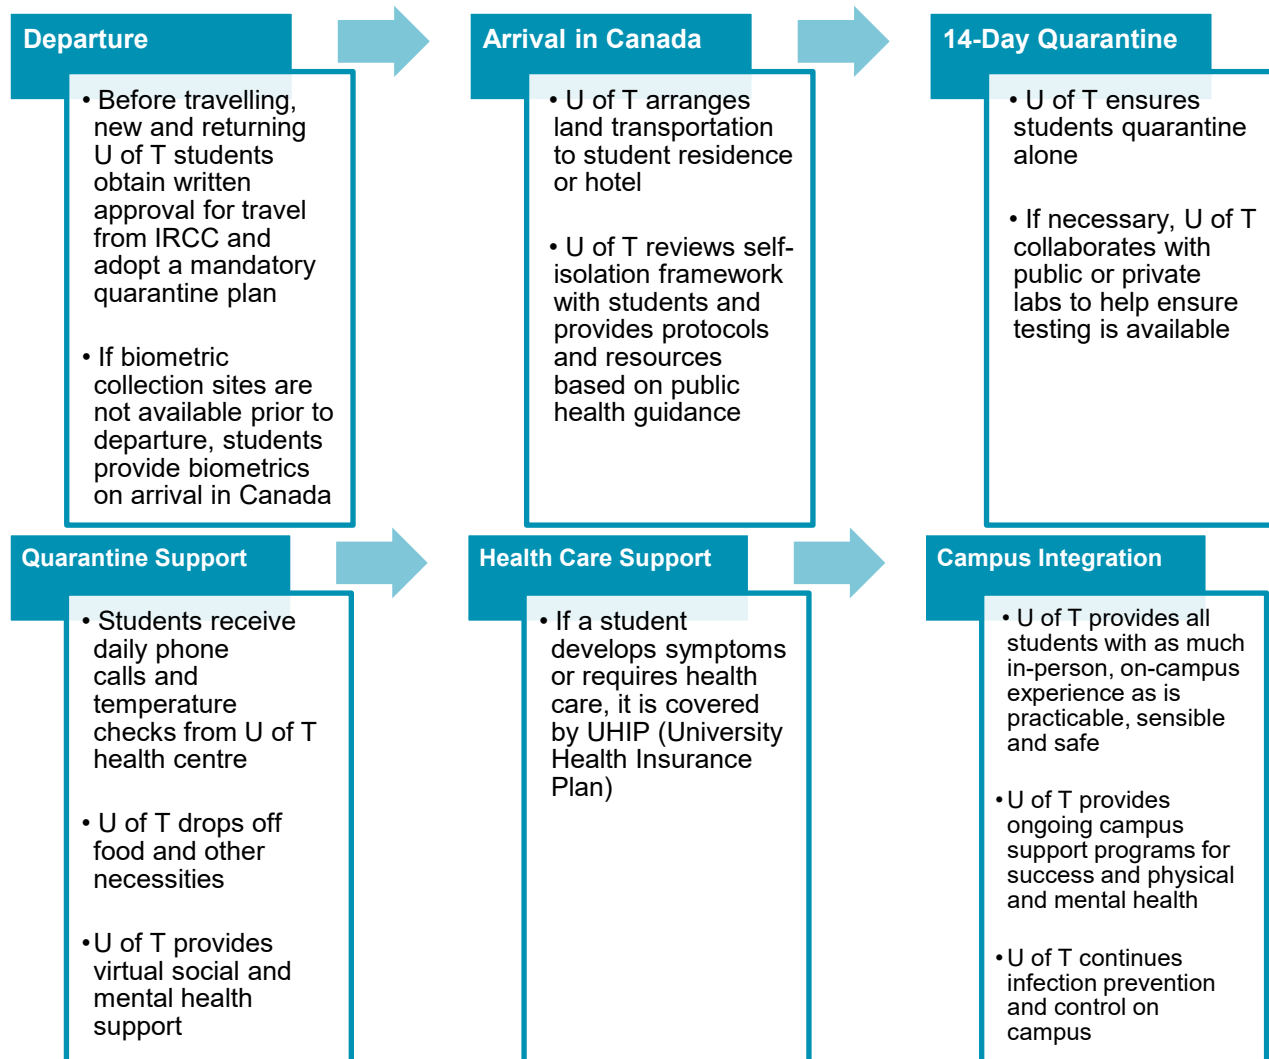 Departure
• Before travelling,
new and returning
U of T students
obtain written
approval for travel
from IRCC and
adopt a mandatory
quarantine plan
• If biometric
collection sites are
not available prior to
departure, students
provide biometrics
on arrival in Canada
Arrival in Canada
• U of T arranges
land transportation
to student residence
or hotel
• U of T reviews self-
isolation framework
with students and
provides protocols
and resources
based on public
health guidance
14-Day Quarantine
• U of T ensures
students quarantine
alone
• If necessary, U of T
collaborates with
public or private
labs to help ensure
testing is available
Quarantine Support
• Students receive
daily phone
calls and
temperature
checks from U of T
health centre
• U of T drops off
food and other
necessities
• U of T provides
virtual social and
mental health
support
Health Care Support
• If a student
develops symptoms
or requires health
care, it is covered
by UHIP (University
Health Insurance
Plan)
Campus Integration
• U of T provides all
students with as much
in-person, on-campus
experience as is
practicable, sensible
and safe
• U of T provides
ongoing campus
support programs for
success and physical
and mental health
• U of T continues
infection prevention
and control on
campus